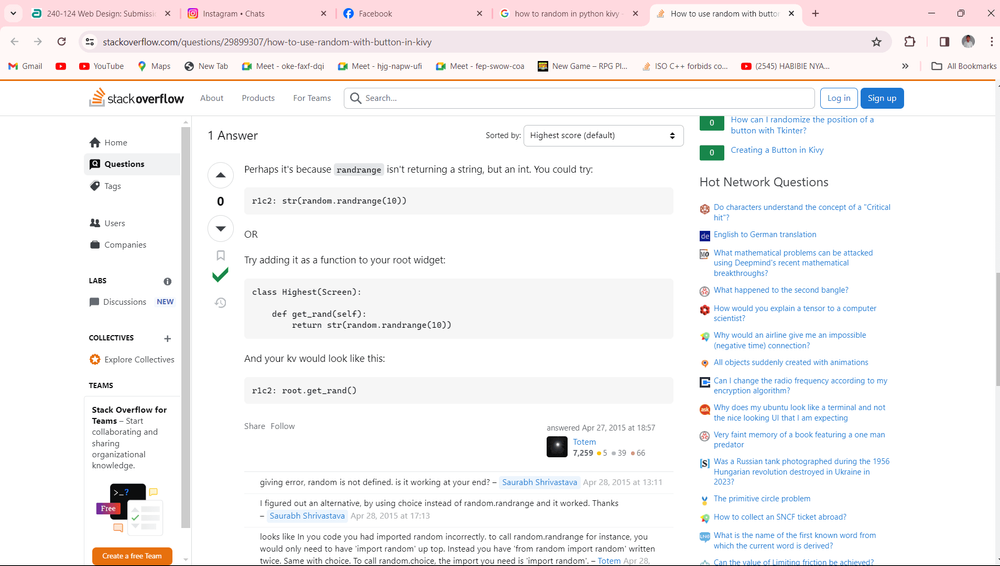 240-124 Web Design: Submissi
Instagram • Chats
Facebook
how to random in python kivy
How to use random with button
stackoverflow.com/questions/29899307/how-to-use-random-with-button-in-kivy
Gmail
YouTube
Maps
New Tab
Meet - oke-faxf-dqi
Meet - hjg-napw-ufi
Meet - fep-swow-coa
New Game – RPG Pl...
ISO C++ forbids co...
(2545) HABIBIE NYA...
All Bookmarks
stackoverflow
About
Products
For Teams
Search...
Log in
Sign up
Home
Questions
Tags
Users
Companies
LABS
Discussions NEW
COLLECTIVES
Explore Collectives
TEAMS
Stack Overflow for
Teams – Start
collaborating and
sharing
organizational
knowledge.
>_?
Free
Create a free Team
1 Answer
Sorted by:
Highest score (default)
0
Perhaps it's because randrange isn't returning a string, but an int. You could try:
r1c2: str(random.randrange(10))
OR
Try adding it as a function to your root widget:
class Highest(Screen):
def get_rand(self):
return str(random.randrange(10))
And your kv would look like this:
r1c2: root.get_rand()
Share Follow
answered Apr 27, 2015 at 18:57
Totem
7,259 5 39 66
giving error, random is not defined. is it working at your end? – Saurabh Shrivastava Apr 28, 2015 at 13:11
I figured out an alternative, by using choice instead of random.randrange and it worked. Thanks
– Saurabh Shrivastava Apr 28, 2015 at 17:13
looks like In you code you had imported random incorrectly. to call random.randrange for instance, you
would only need to have 'import random' up top. Instead you have 'from random import random' written
twice. Same with choice. To call random.choice, the import you need is 'import random'. – Totem Apr 28,
0
How can I randomize the position of a
button with Tkinter?
0
Creating a Button in Kivy
Hot Network Questions
Do characters understand the concept of a "Critical
hit"?
de
English to German translation
What mathematical problems can be attacked
using Deepmind's recent mathematical
breakthroughs?
What happened to the second bangle?
How would you explain a tensor to a computer
scientist?
Why would an airline give me an impossible
(negative time) connection?
All objects suddenly created with animations
Can I change the radio frequency according to my
encryption algorithm?
Why does my ubuntu look like a terminal and not
the nice looking UI that I am expecting
Very faint memory of a book featuring a one man
predator
Was a Russian tank photographed during the 1956
Hungarian revolution destroyed in Ukraine in
2023?
The primitive circle problem
How to collect an SNCF ticket abroad?
What is the name of the first known word from
which the current word is derived?
Can the value of Limiting friction be achieved?